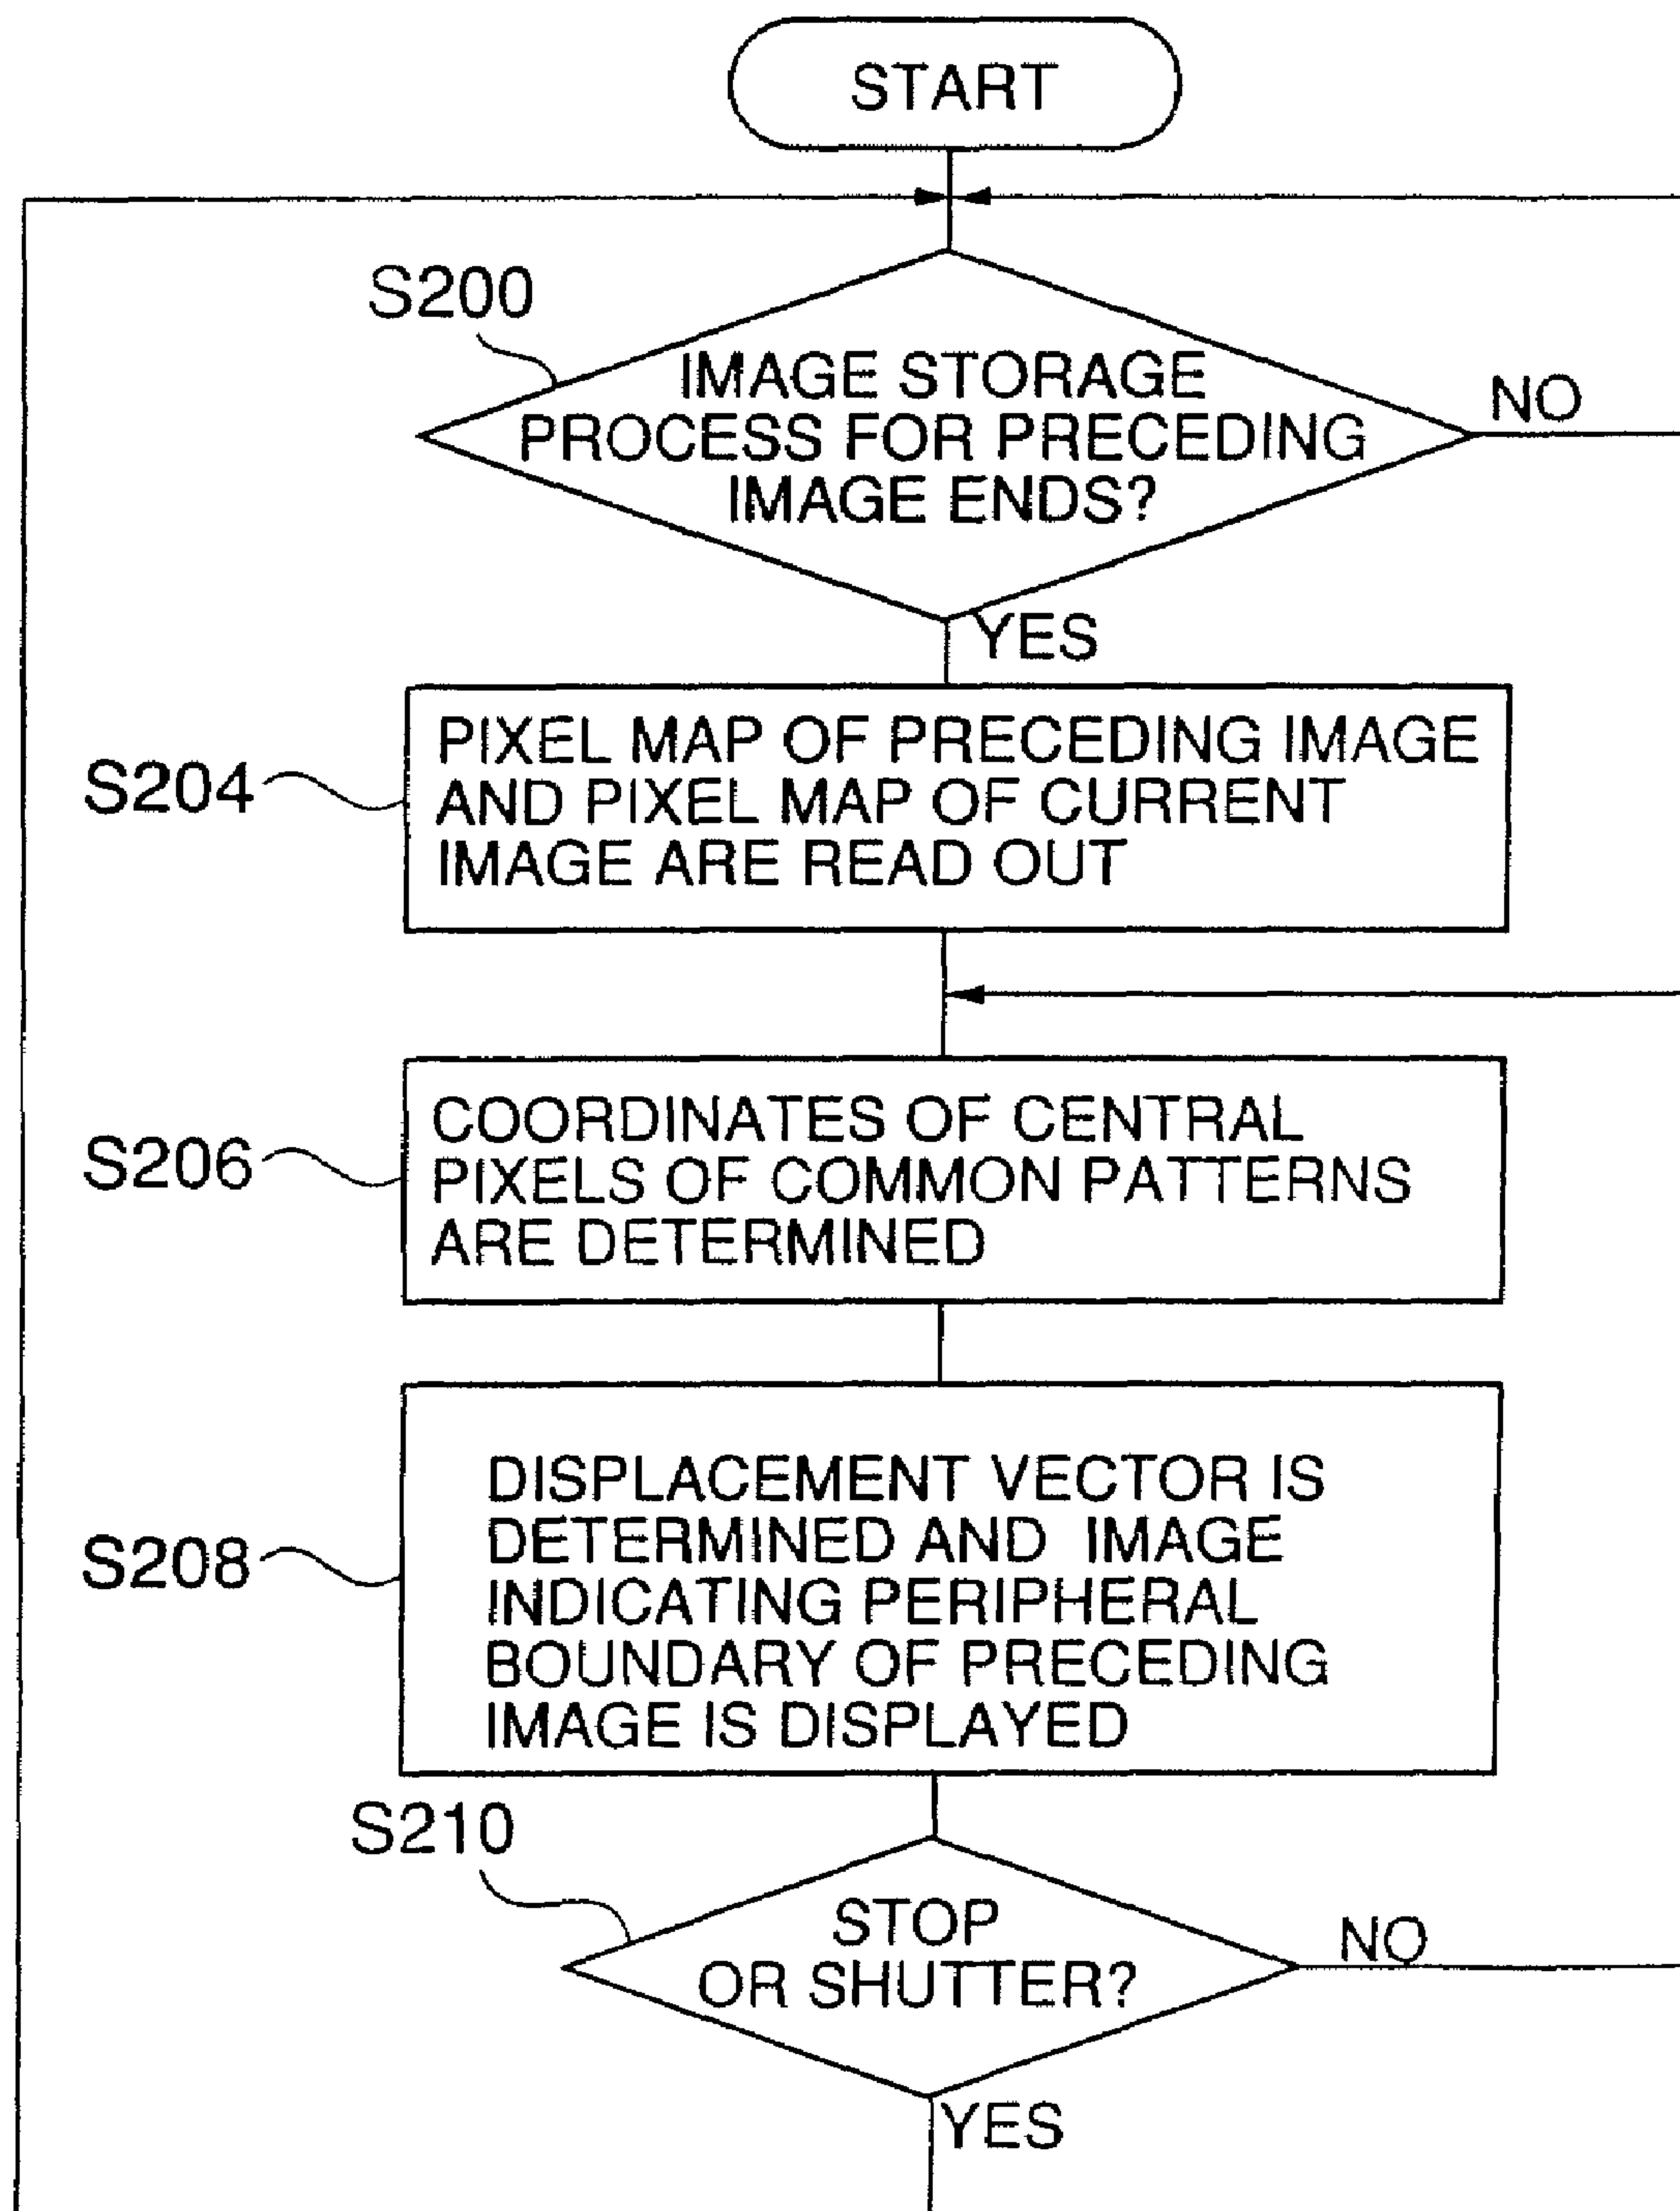 START
S200
IMAGE STORAGE
PROCESS FOR PRECEDING
IMAGE ENDS?
NO
YES
S204
PIXEL MAP OF PRECEDING IMAGE
AND PIXEL MAP OF CURRENT
IMAGE ARE READ OUT
S206
COORDINATES OF CENTRAL
PIXELS OF COMMON PATTERNS
ARE DETERMINED
S208
DISPLACEMENT VECTOR IS
DETERMINED AND IMAGE
INDICATING PERIPHERAL
BOUNDARY OF PRECEDING
IMAGE IS DISPLAYED
S210
STOP
OR SHUTTER?
NO
YES